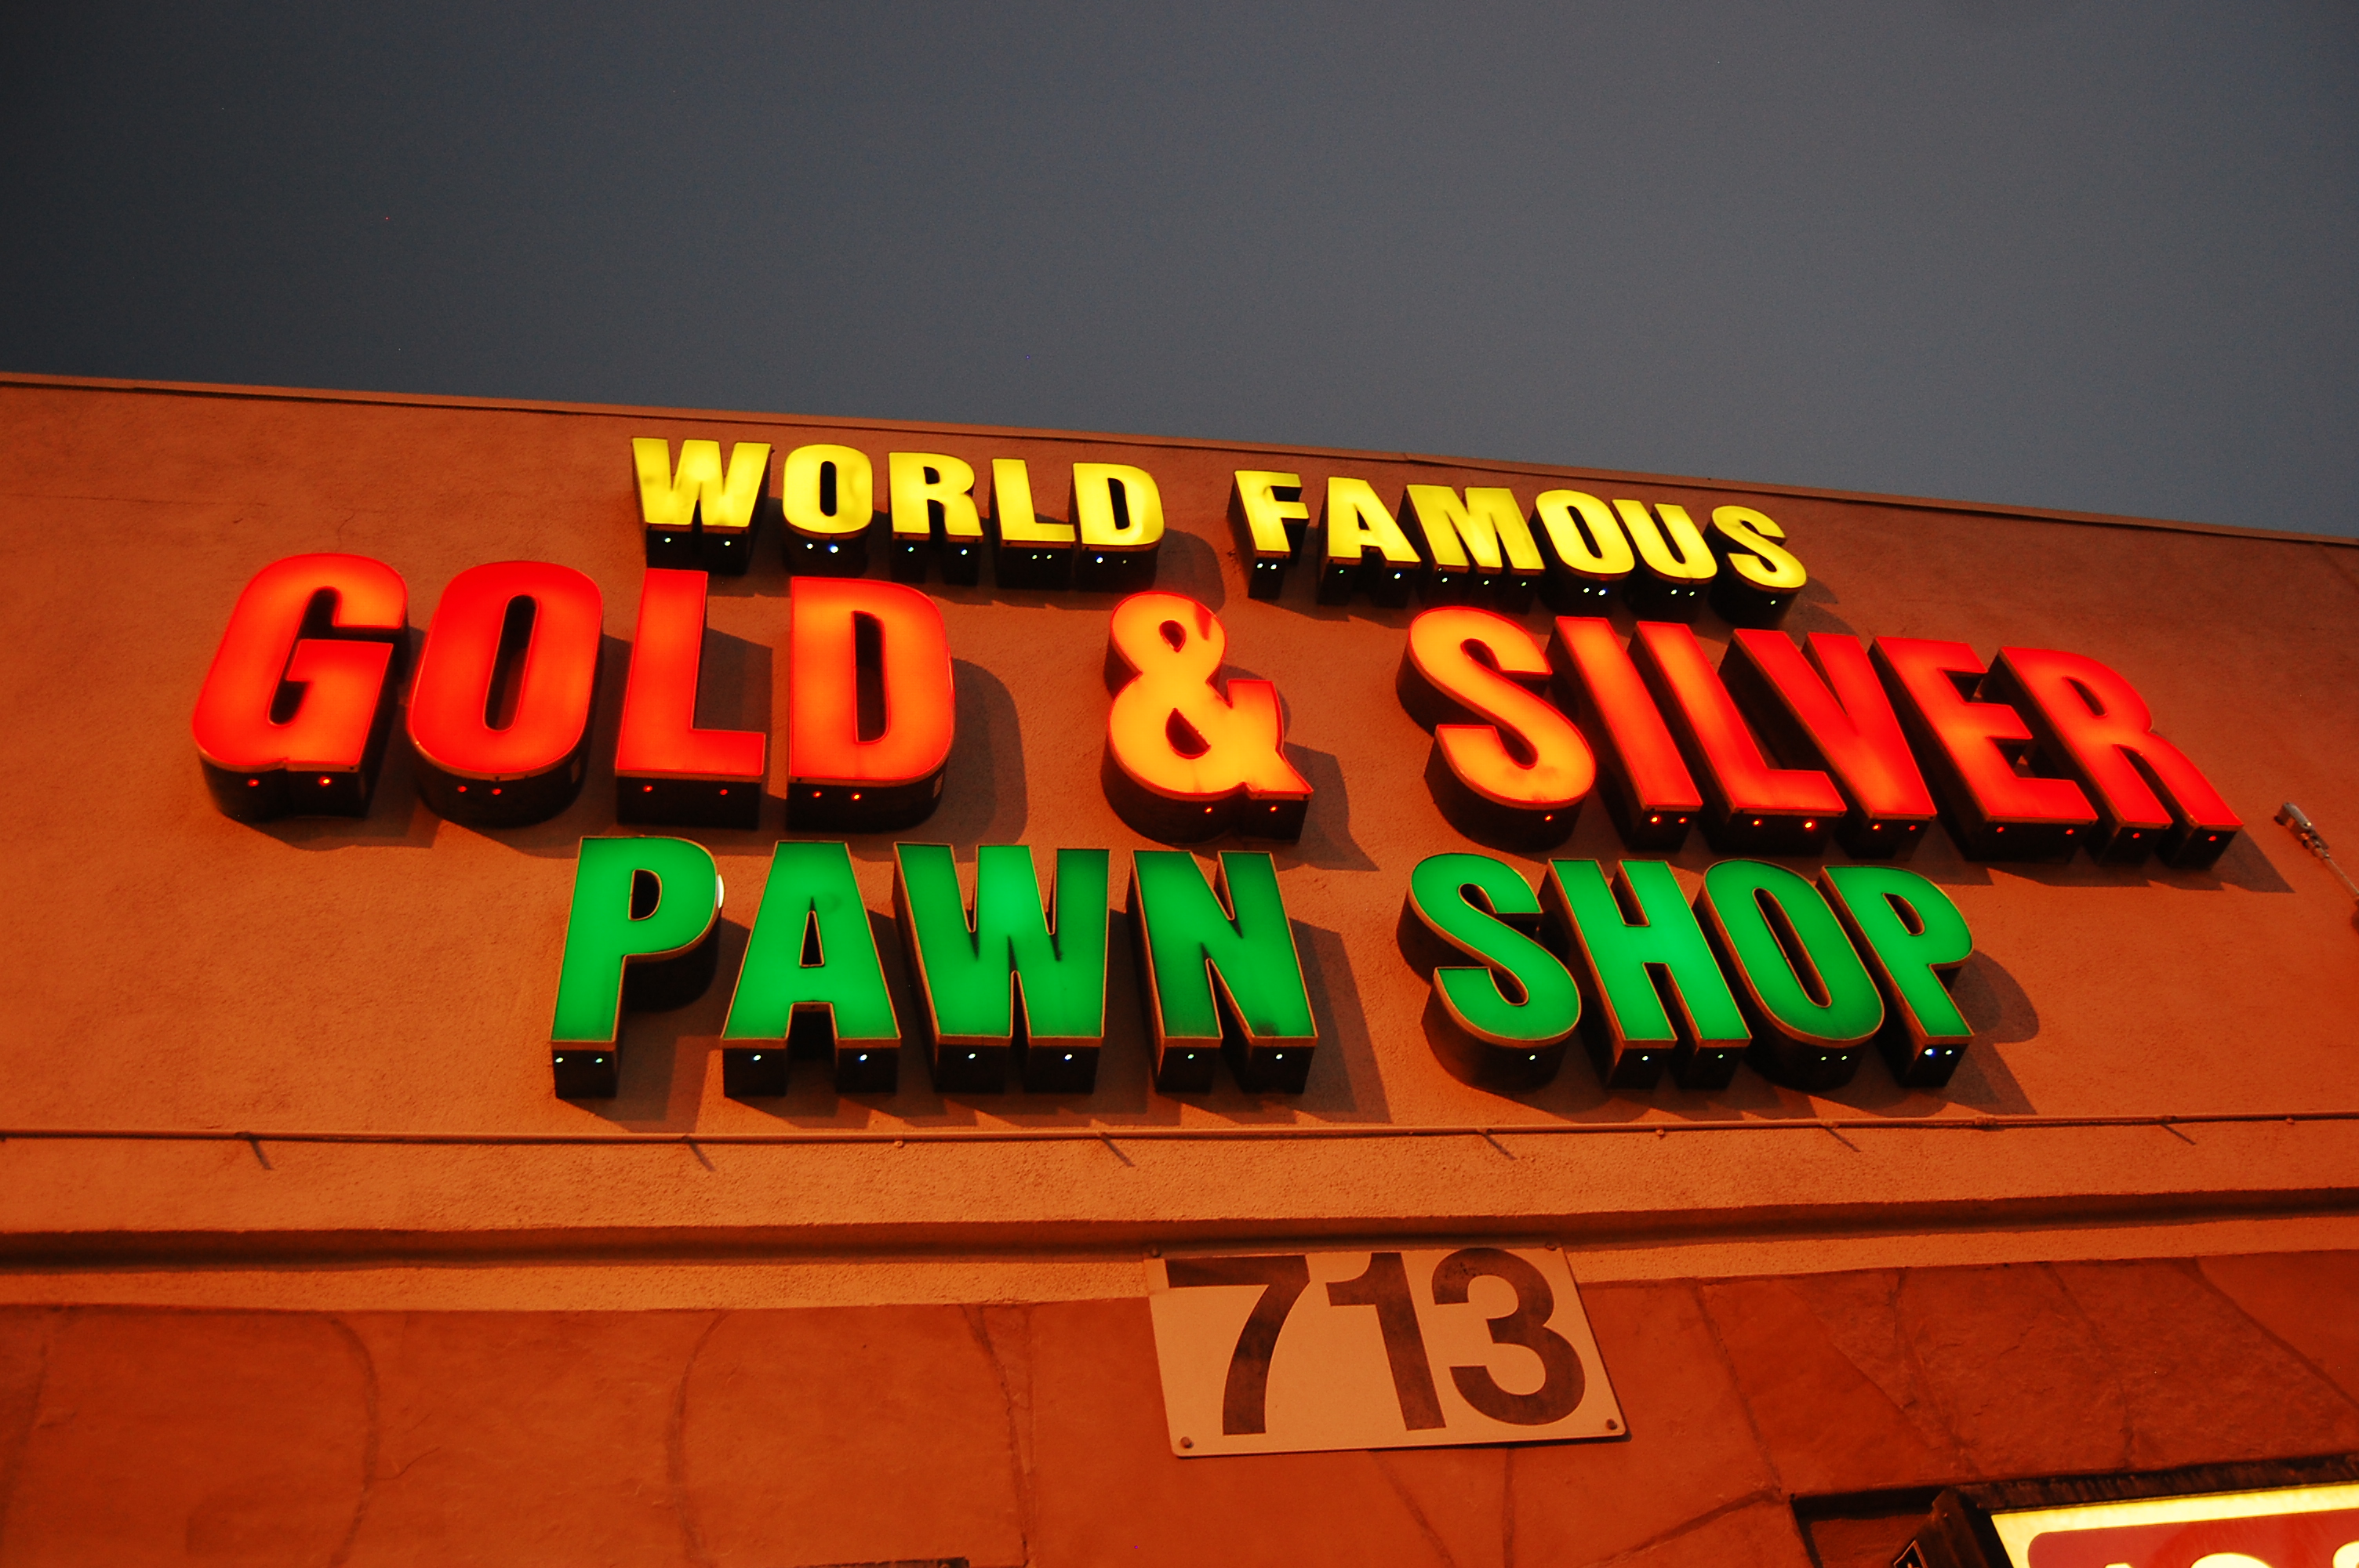 WORLD FAMOUS
GOLD & SILVER
PAWN SHOP
713